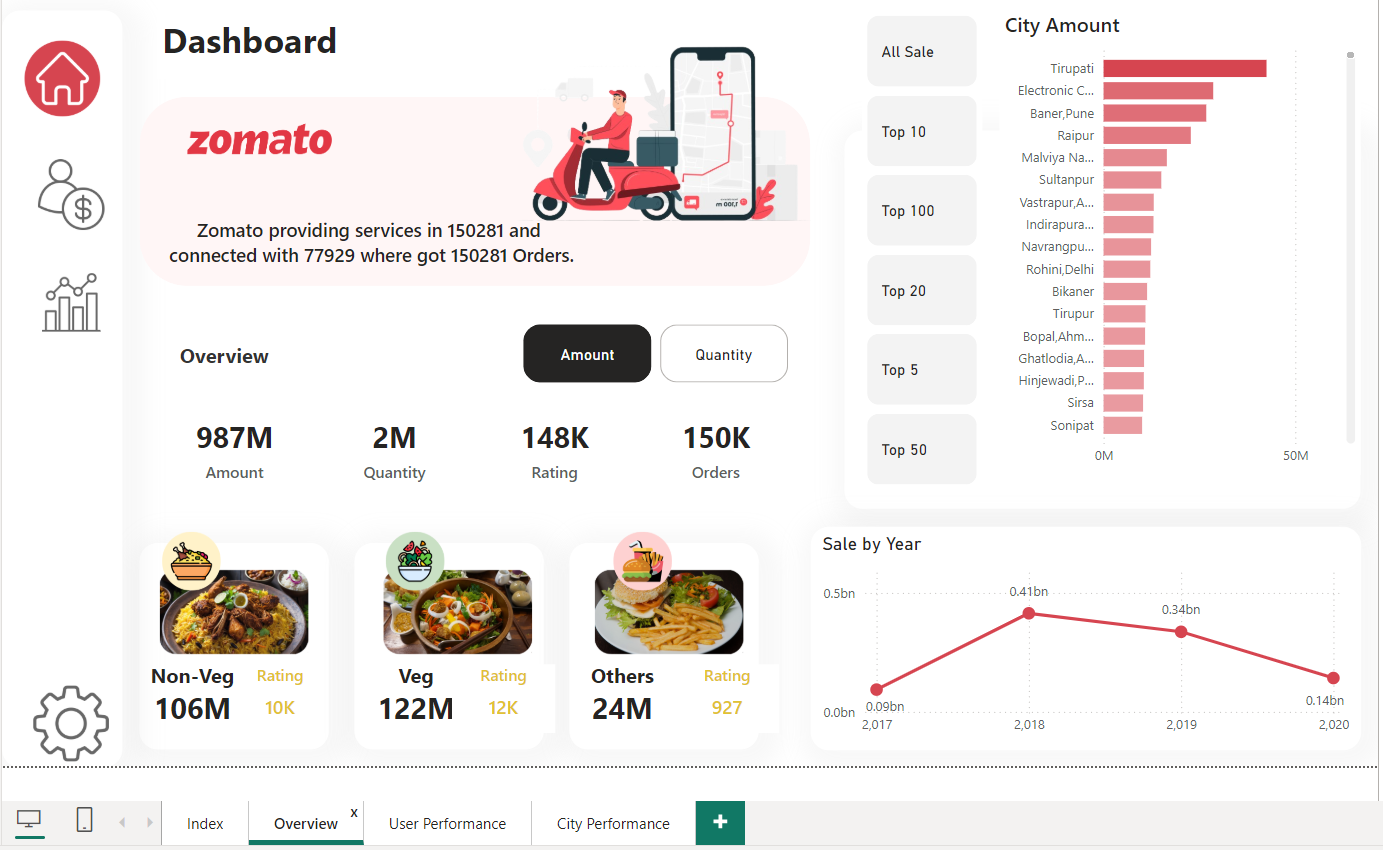 Dashboard
zomato
Zomato providing services in 150281 and
connected with 77929 where got 150281 Orders.
Overview
Amount
Quantity
987M
2M
148K
150K
Amount
Quantity
Rating
Orders
Non-Veg
Rating
106M
10K
Veg
Rating
122M
12K
Others
Rating
24M
927
All Sale
Top 10
Top 100
Top 20
Top 5
Top 50
City Amount
Tirupati
Electronic C...
Baner,Pune
Raipur
Malviya Na...
Sultanpur
Vastrapur,A...
Indirapura...
Navrangpu...
Rohini,Delhi
Bikaner
Tirupur
Bopal,Ahm...
Ghatlodia,A...
Hinjewadi,P...
Sirsa
Sonipat
0M
50M
Sale by Year
0.5bn
0.0bn
0.09bn
0.41bn
0.34bn
0.14bn
2,017
2,018
2,019
2,020
Index
Overview
x
User Performance
City Performance
+